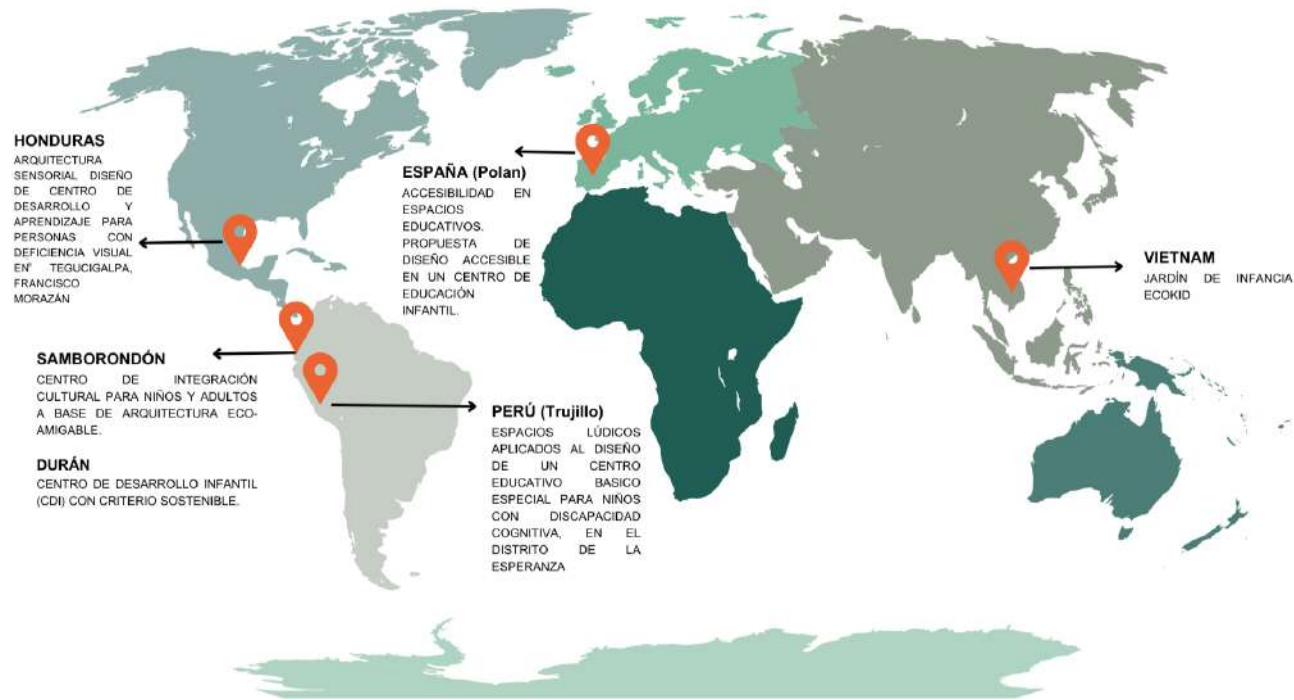 HONDURAS
ARQUITECTURA
SENSORIAL DISEÑO
DE CENTRO DE
DESARROLLO Y
APRENDIZAJE PARA
PERSONAS CON
DEFICIENCIA VISUAL
EN° TEGUCIGALPA,
FRANCISCO
MORAZÁN
SAMBORONDÓN
CENTRO DE INTEGRACIÓN
CULTURAL PARA NIÑOS Y ADULTOS
A BASE DE ARQUITECTURA ECO-
AMIGABLE.
DURÁN
CENTRO DE DESARROLLO INFANTIL
(CDI) CON CRITERIO SOSTENIBLE.
ESPAÑA (Polan)
ACCESIBILIDAD EN
ESPACIOS
EDUCATIVOS.
PROPUESTA DE
DISEÑO ACCESIBLE
EN UN CENTRO DE
EDUCACIÓN
INFANTIL.
PERÚ (Trujillo)
ESPACIOS LÚDICOS
APLICADOS AL DISEÑO
DE UN CENTRO
EDUCATIVO BASICO
ESPECIAL PARA NIÑOS
CON DISCAPACIDAD
COGNITIVA, EN EL
DISTRITO DE LA
ESPERANZA
VIETNAM
JARDÍN DE INFANCIA
ECOKID